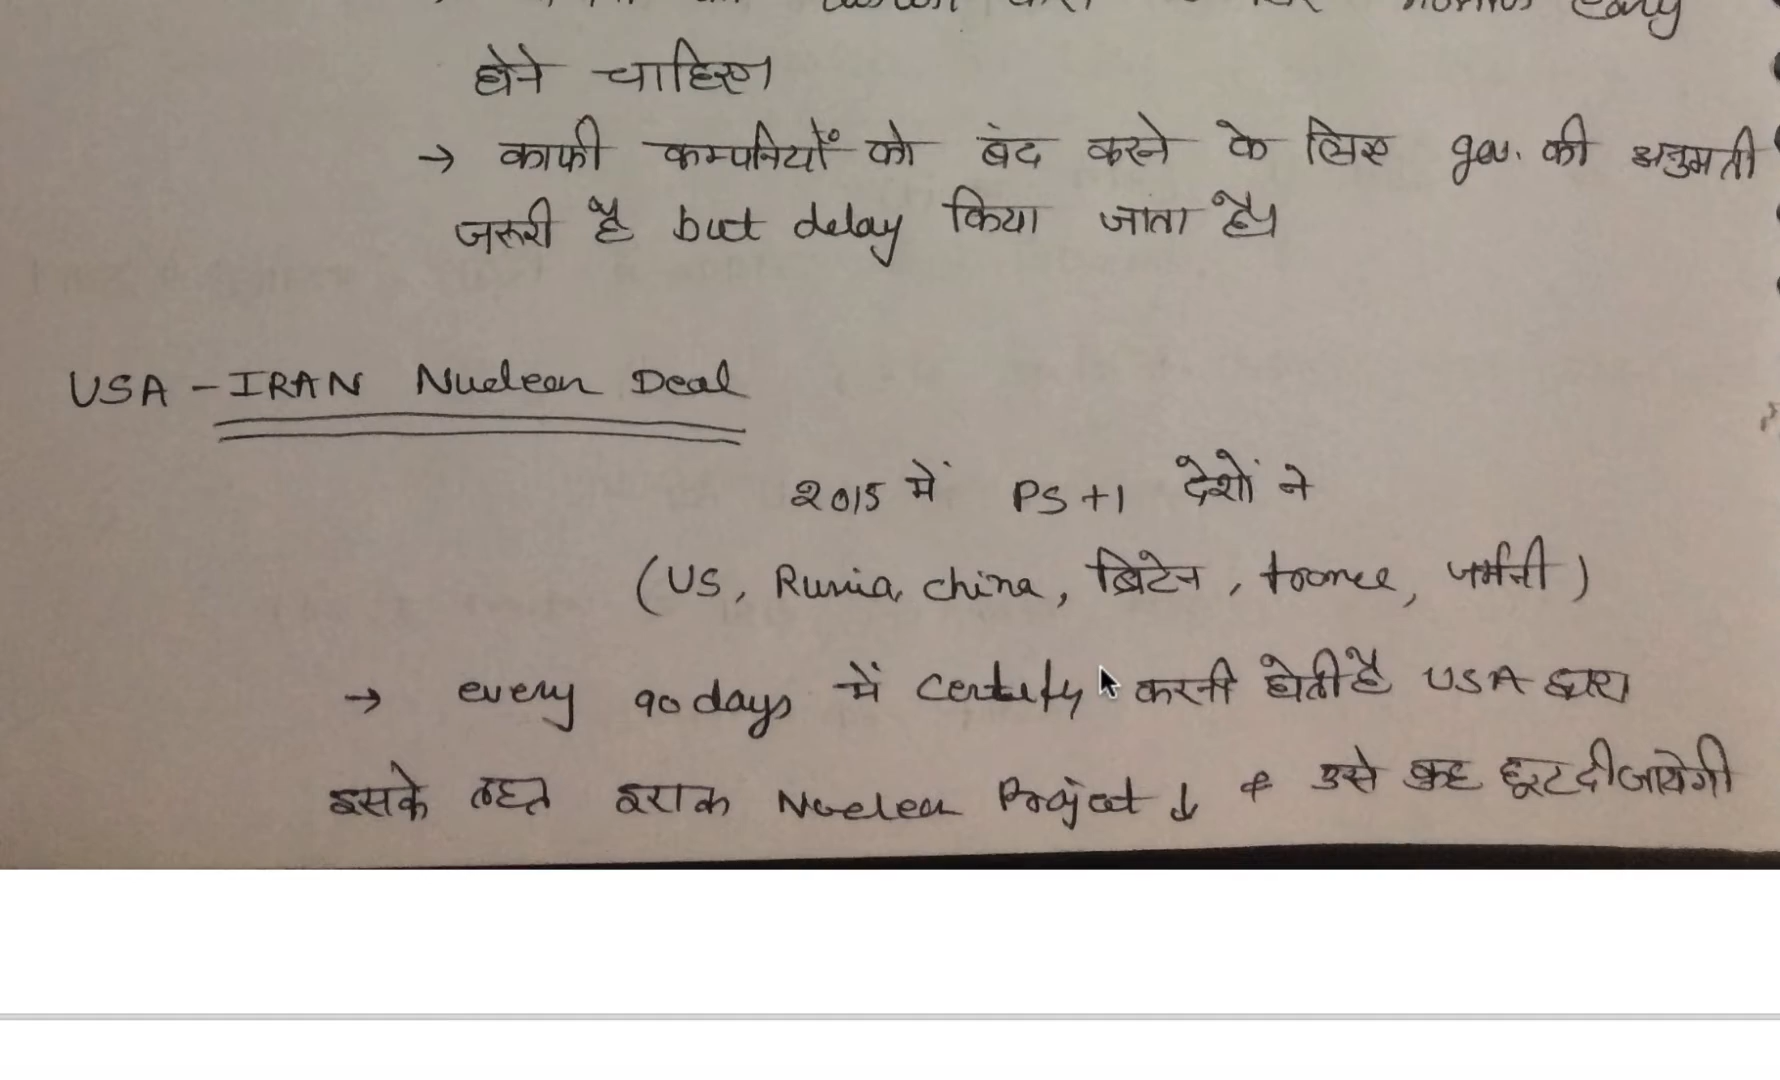 होने चाहिए।
→ काफी कम्पनियों को बंद करने के लिए gov. की अनुमती
जरूरी है but delay किया जाता है।
USA - IRAN Nuclear Deal
2015 में P5+1 देशों ने
(US, Russia, china, ब्रिटेन, france, जर्मनी)
→ every 90 days में certify करनी होती है USA द्वारा
इसके तहत इराक Nuclear Project ↓ & उसे कुछ छूट दी जायेगी